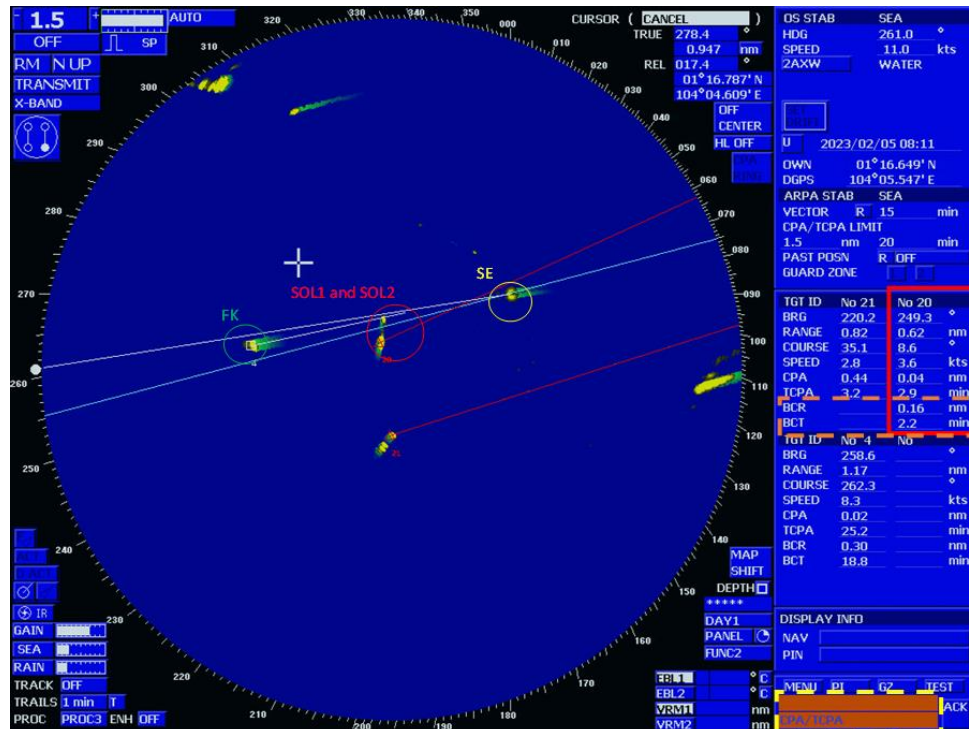 - 1.5 +
AUTO
OFF
SP
RM N UP
TRANSMIT
X-BAND
CURSOR ( CANCEL )
TRUE 278.4 °
0.947 nm
REL 017.4 °
01°16.787' N
104°04.609' E
OFF
CENTER
HL OFF
CPA
RING
320 330 340 350 000 010 020 030 040 050 060 070 080 090 100 110 120 130 140 150 160 170 180 190 200 210 220 230 240 250 260 270 280 290 300 310
SE
SOL1 and SOL2
FK
OS STAB SEA
HDG 261.0 °
SPEED 11.0 kts
2AXW WATER
U 2023/02/05 08:11
OWN 01°16.649' N
DGPS 104°05.547' E
ARPA STAB SEA
VECTOR R 15 min
CPA/TCPA LIMIT
1.5 nm 20 min
PAST POSN R OFF
GUARD ZONE
TGT ID No 21 No 20
BRG 220.2 249.3 °
RANGE 0.82 0.62 nm
COURSE 35.1 8.6 °
SPEED 2.8 3.6 kts
CPA 0.44 0.04 nm
TCPA 3.2 2.9 min
BCR 0.16 nm
BCT 2.2 min
TGT ID No 4 No
BRG 258.6 °
RANGE 1.17 nm
COURSE 262.3 °
SPEED 8.3 kts
CPA 0.02 nm
TCPA 25.2 min
BCR 0.30 nm
BCT 18.8 min
IR
GAIN
SEA
RAIN
TRACK OFF
TRAILS 1 min T
PROC PROC3 ENH OFF
MAP
SHIFT
DEPTH
*****
DAY1
PANEL
FUNC2
EBL1 ° C
EBL2 ° C
VRM1 nm
VRM2 nm
DISPLAY INFO
NAV
PIN
MENU PI GZ TEST
ACK
CPA/TCPA